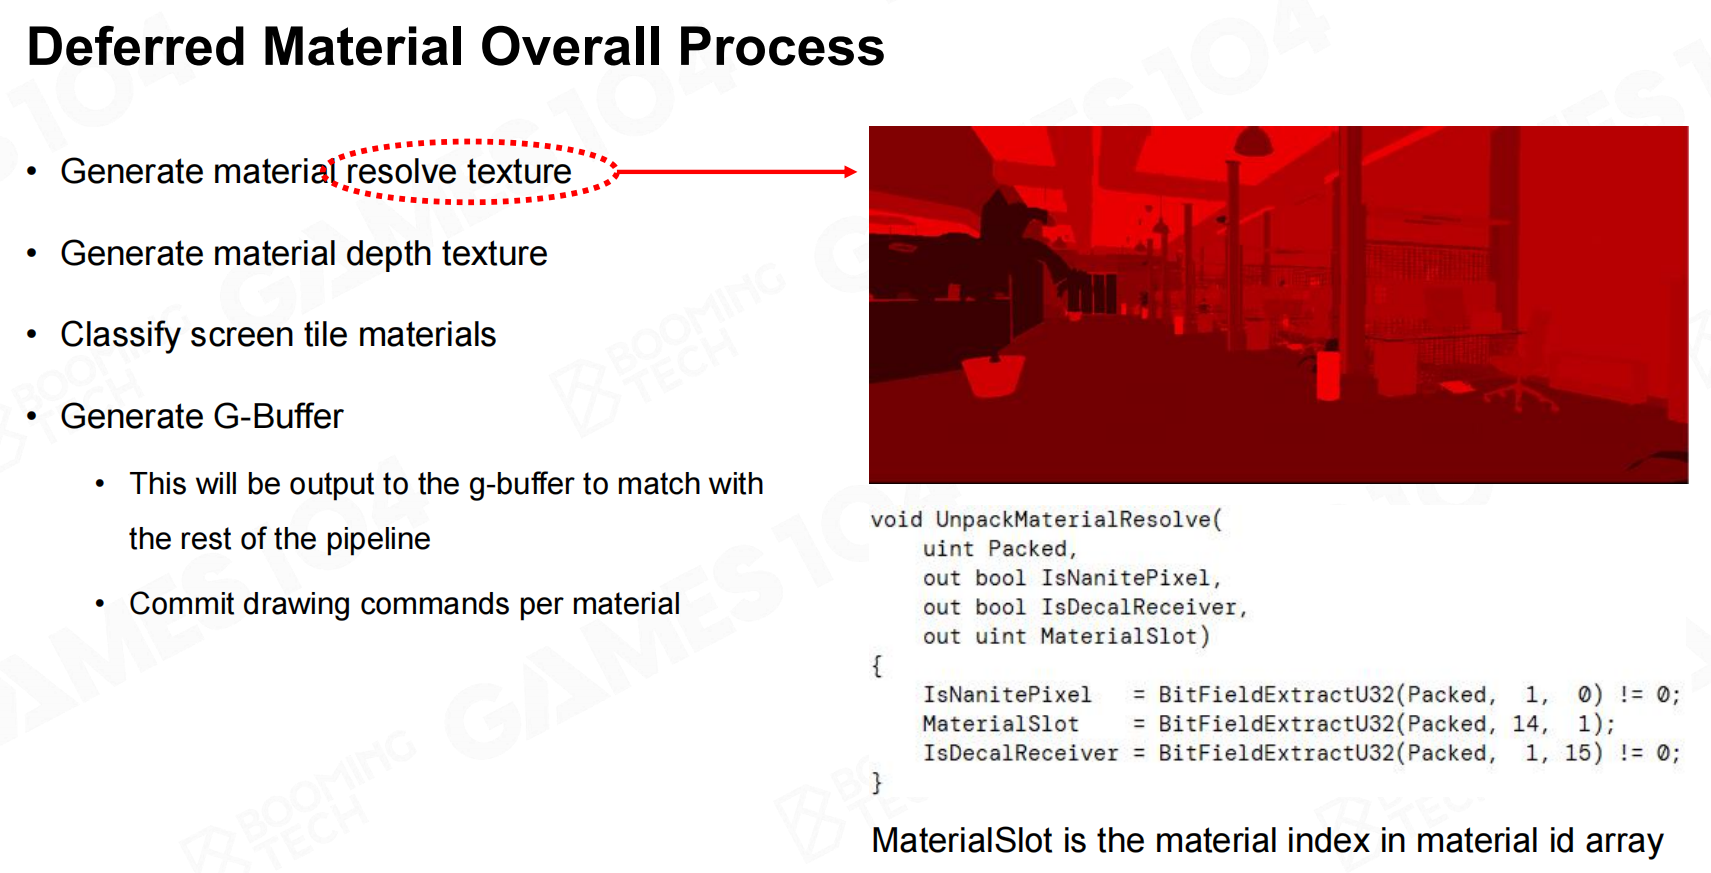 Deferred Material Overall Process
• Generate material resolve texture
• Generate material depth texture
• Classify screen tile materials
• Generate G-Buffer
• This will be output to the g-buffer to match with
the rest of the pipeline
• Commit drawing commands per material
void UnpackMaterialResolve(
    uint Packed,
    out bool IsNanitePixel,
    out bool IsDecalReceiver,
    out uint MaterialSlot)
{
    IsNanitePixel   = BitFieldExtractU32(Packed,  1,  0) != 0;
    MaterialSlot    = BitFieldExtractU32(Packed, 14,  1);
    IsDecalReceiver = BitFieldExtractU32(Packed,  1, 15) != 0;
}
MaterialSlot is the material index in material id array
GAMES104
BOOMING
TECH